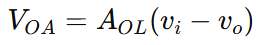 V_{OA} = A_{OL}(v_i − v_o)